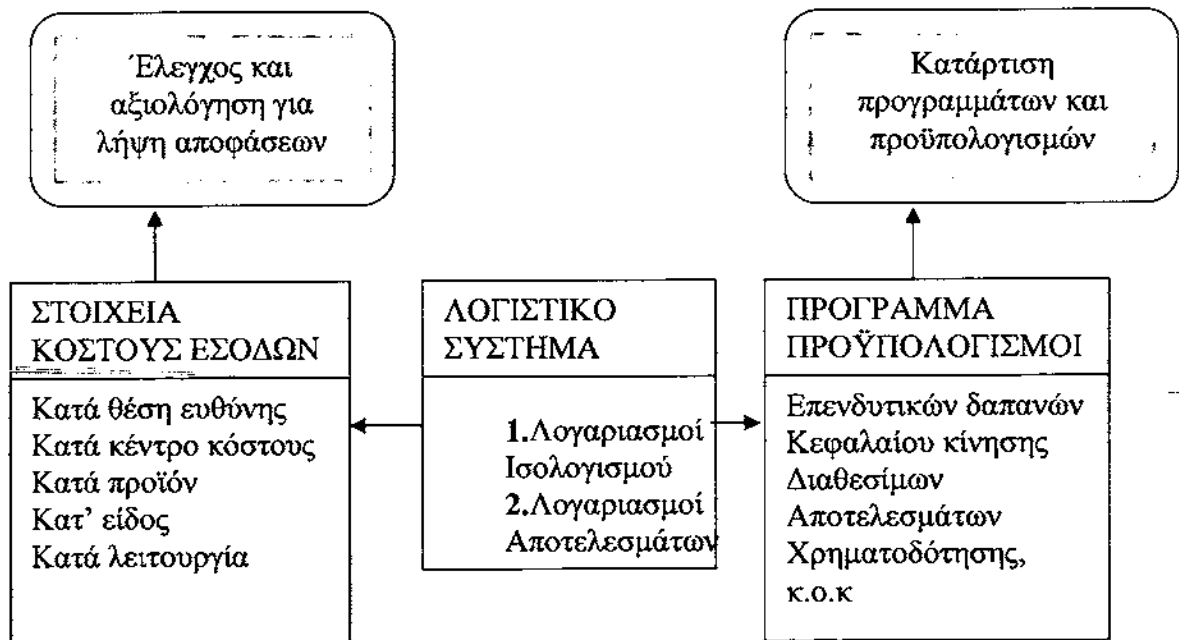 Έλεγχος και
αξιολόγηση για
λήψη αποφάσεων
Κατάρτιση
προγραμμάτων και
προϋπολογισμών
ΣΤΟΙΧΕΙΑ
ΚΟΣΤΟΥΣ ΕΣΟΔΩΝ
Κατά θέση ευθύνης
Κατά κέντρο κόστους
Κατά προϊόν
Κατ’ είδος
Κατά λειτουργία
ΛΟΓΙΣΤΙΚΟ
ΣΥΣΤΗΜΑ
1.Λογαριασμοί
Ισολογισμού
2.Λογαριασμοί
Αποτελεσμάτων
ΠΡΟΓΡΑΜΜΑ
ΠΡΟΫΠΟΛΟΓΙΣΜΟΙ
Επενδυτικών δαπανών
Κεφαλαίου κίνησης
Διαθεσίμων
Αποτελεσμάτων
Χρηματοδότησης,
κ.ο.κ